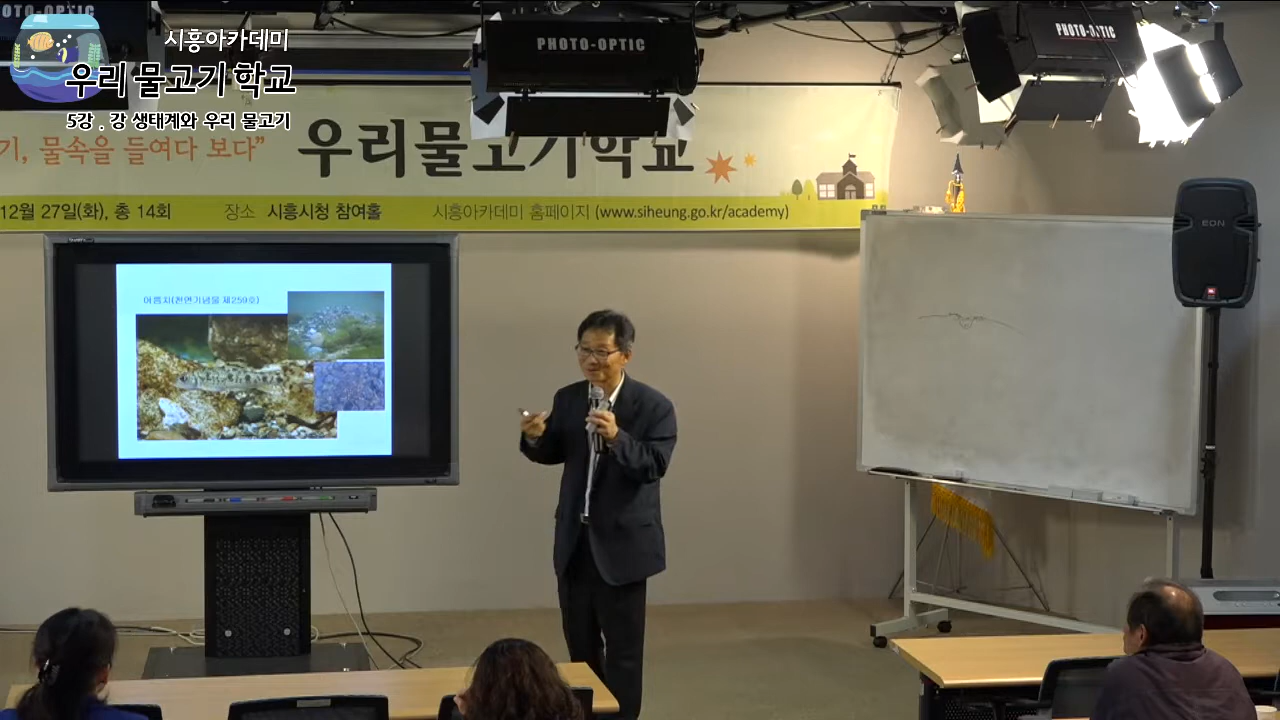 OTO-OPTIC
시흥아카데미
우리 물고기 학교
5강 . 강 생태계와 우리 물고기
PHOTO-OPTIC
PHOTO-OPTIC
기, 물속을 들여다 보다” 우리물고기학교
12월 27일(화), 총 14회 장소 시흥시청 참여홀 시흥아카데미 홈페이지 (www.siheung.go.kr/academy)
어름치(천연기념물 제259호)
EON
JBL